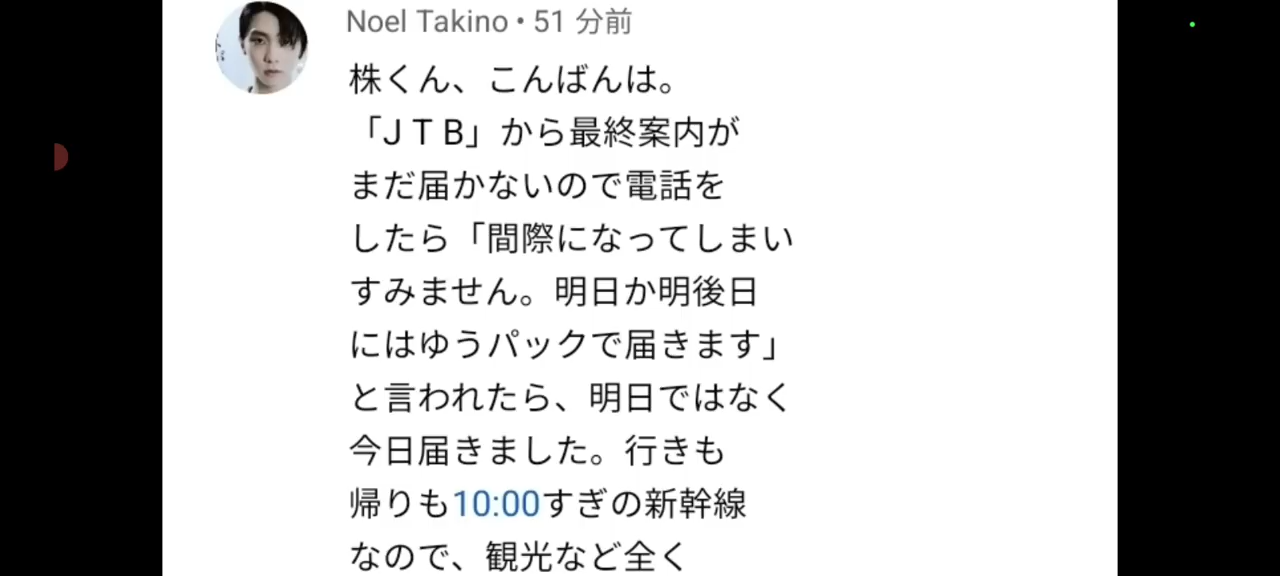 Noel Takino • 51 分前
株くん、こんばんは。
「J T B」から最終案内が
まだ届かないので電話を
したら「間際になってしまい
すみません。明日か明後日
にはゆうパックで届きます」
と言われたら、明日ではなく
今日届きました。行きも
帰りも10:00すぎの新幹線
なので、観光など全く